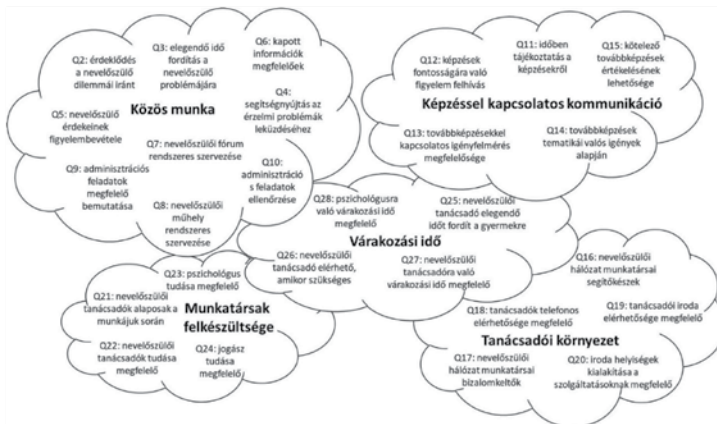 Q2: érdeklődés
a nevelőszülő
dilemmái iránt
Q3: elegendő idő
fordítás a
nevelőszülő
problémájára
Q6: kapott
információk
megfelelőek
Q4:
segítségnyújtás az
érzelmi problémák
leküzdéséhez
Közös munka
Q5: nevelőszülő
érdekeinek
figyelembevétele
Q7: nevelőszülői fórum
rendszeres szervezése
Q9: adminisztrációs
feladatok
megfelelő
bemutatása
Q8: nevelőszülői
műhely
rendszeres
szervezése
Q10:
adminisztráció
s feladatok
ellenőrzése
Q12: képzések
fontosságára való
figyelem felhívás
Q11: időben
tájékoztatás a
képzésekről
Q15: kötelező
továbbképzések
értékelésének
lehetősége
Képzéssel kapcsolatos kommunikáció
Q13: továbbképzésekkel
kapcsolatos igényfelmérés
megfelelősége
Q14: továbbképzések
tematikái valós igények
alapján
Q28: pszichológusra
való várakozási idő
megfelelő
Q25: nevelőszülői
tanácsadó elegendő
időt fordít a gyermekre
Várakozási idő
Q26: nevelőszülői
tanácsadó elérhető,
amikor szükséges
Q27: nevelőszülői
tanácsadóra való
várakozási idő megfelelő
Q23: pszichológus
tudása megfelelő
Q21: nevelőszülői
tanácsadók alaposak a
munkájuk során
Munkatársak
felkészültsége
Q22: nevelőszülői
tanácsadók tudása
megfelelő
Q24: jogász
tudása
megfelelő
Q16: nevelőszülői
hálózat munkatársai
segítőkészek
Q18: tanácsadók telefonos
elérhetősége megfelelő
Q19: tanácsadói iroda
elérhetősége megfelelő
Tanácsadói környezet
Q17: nevelőszülői
hálózat munkatársai
bizalomkeltők
Q20: iroda helyiségek
kialakítása a
szolgáltatásoknak megfelelő